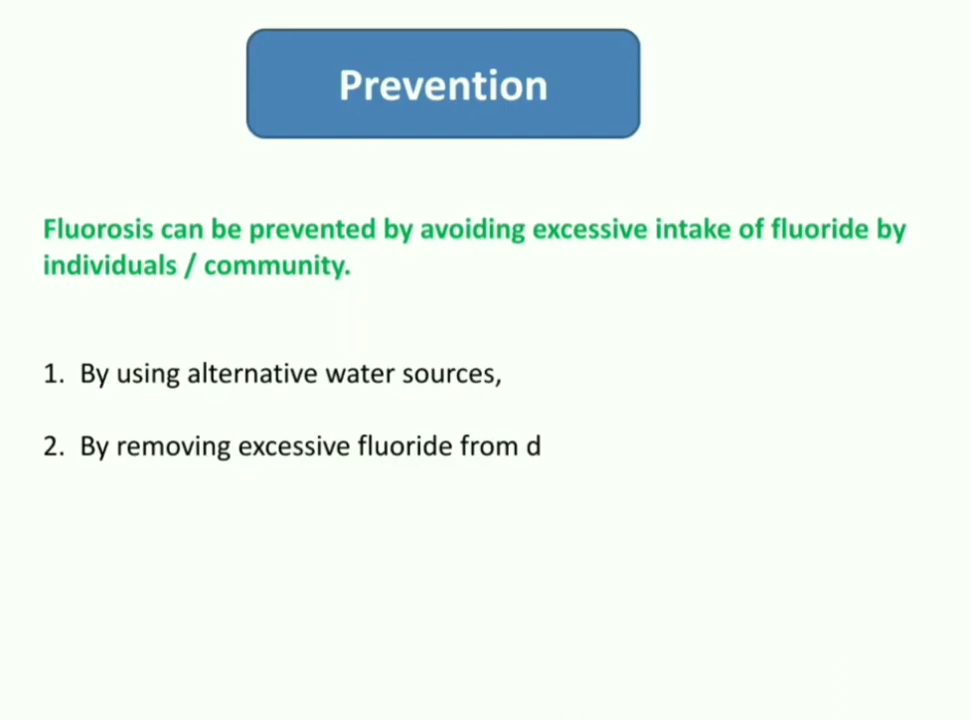 Prevention
Fluorosis can be prevented by avoiding excessive intake of fluoride by
individuals / community.
1. By using alternative water sources,
2. By removing excessive fluoride from d